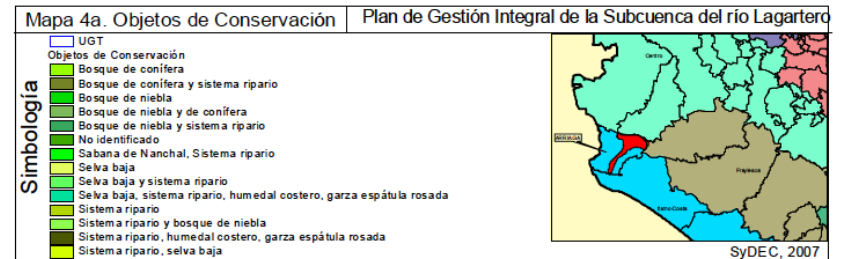 Mapa 4a. Objetos de Conservación
Plan de Gestión Integral de la Subcuenca del río Lagartero
Simbología
UGT
Objetos de Conservación
Bosque de conífera
Bosque de conífera y sistema ripario
Bosque de niebla
Bosque de niebla y de conífera
Bosque de niebla y sistema ripario
No identificado
Sabana de Nanchal, Sistema ripario
Selva baja
Selva baja y sistema ripario
Selva baja, sistema ripario, humedal costero, garza espátula rosada
Sistema ripario
Sistema ripario y bosque de niebla
Sistema ripario, humedal costero, garza espátula rosada
Sistema ripario, selva baja
Centro
ARRIAGA
Frailesca
Istmo-Costa
SyDEC, 2007